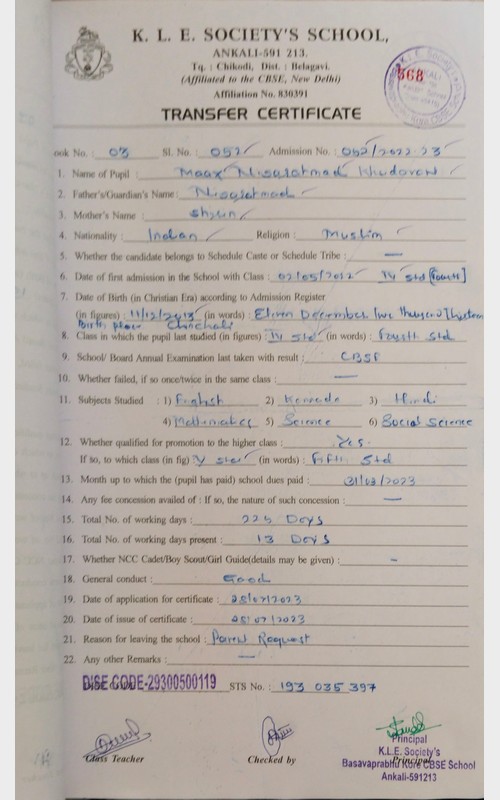 K. L. E. SOCIETY'S SCHOOL,
ANKALI-591 213.
Tq. : Chikodi, Dist. : Belagavi.
(Affiliated to the CBSE, New Delhi)
Affiliation No. 830391
568
TRANSFER CERTIFICATE
ook No. : 03 Sl. No. : 052 Admission No. : 052/2022-23
1. Name of Pupil : Maax Nisaratmad
2. Father's/Guardian's Name : Nisaratmad
3. Mother's Name :
4. Nationality : Indian Religion : Muslim
5. Whether the candidate belongs to Schedule Caste or Schedule Tribe : —
6. Date of first admission in the School with Class : IV Std [Fourth]
7. Date of Birth (in Christian Era) according to Admission Register
(in figures) : 11/12/2013 (in words) : Eleven December Two Thousand Thirteen
Birth place Chinchali
8. Class in which the pupil last studied (in figures) : IV Std (in words) : Fourth Std
9. School/ Board Annual Examination last taken with result : CBSE
10. Whether failed, if so once/twice in the same class : —
11. Subjects Studied : 1) English 2) Kannada 3) Hindi
4) Mathematics 5) Science 6) Social Science
12. Whether qualified for promotion to the higher class : Yes.
If so, to which class (in fig) V Std (in words) : Fifth Std
13. Month up to which the (pupil has paid) school dues paid : 31/03/2023
14. Any fee concession availed of : If so, the nature of such concession : —
15. Total No. of working days : 225 Days
16. Total No. of working days present : 13 Days
17. Whether NCC Cadet/Boy Scout/Girl Guide(details may be given) : -
18. General conduct : Good
19. Date of application for certificate : 25/07/2023
20. Date of issue of certificate : 25/07/2023
21. Reason for leaving the school : Parent Request
22. Any other Remarks : —
DISE CODE-29300500119 STS No. : 193 035 397
Class Teacher Checked by Principal
Principal
K.L.E. Society's
Basavaprabhu Kore CBSE School
Ankali-591213